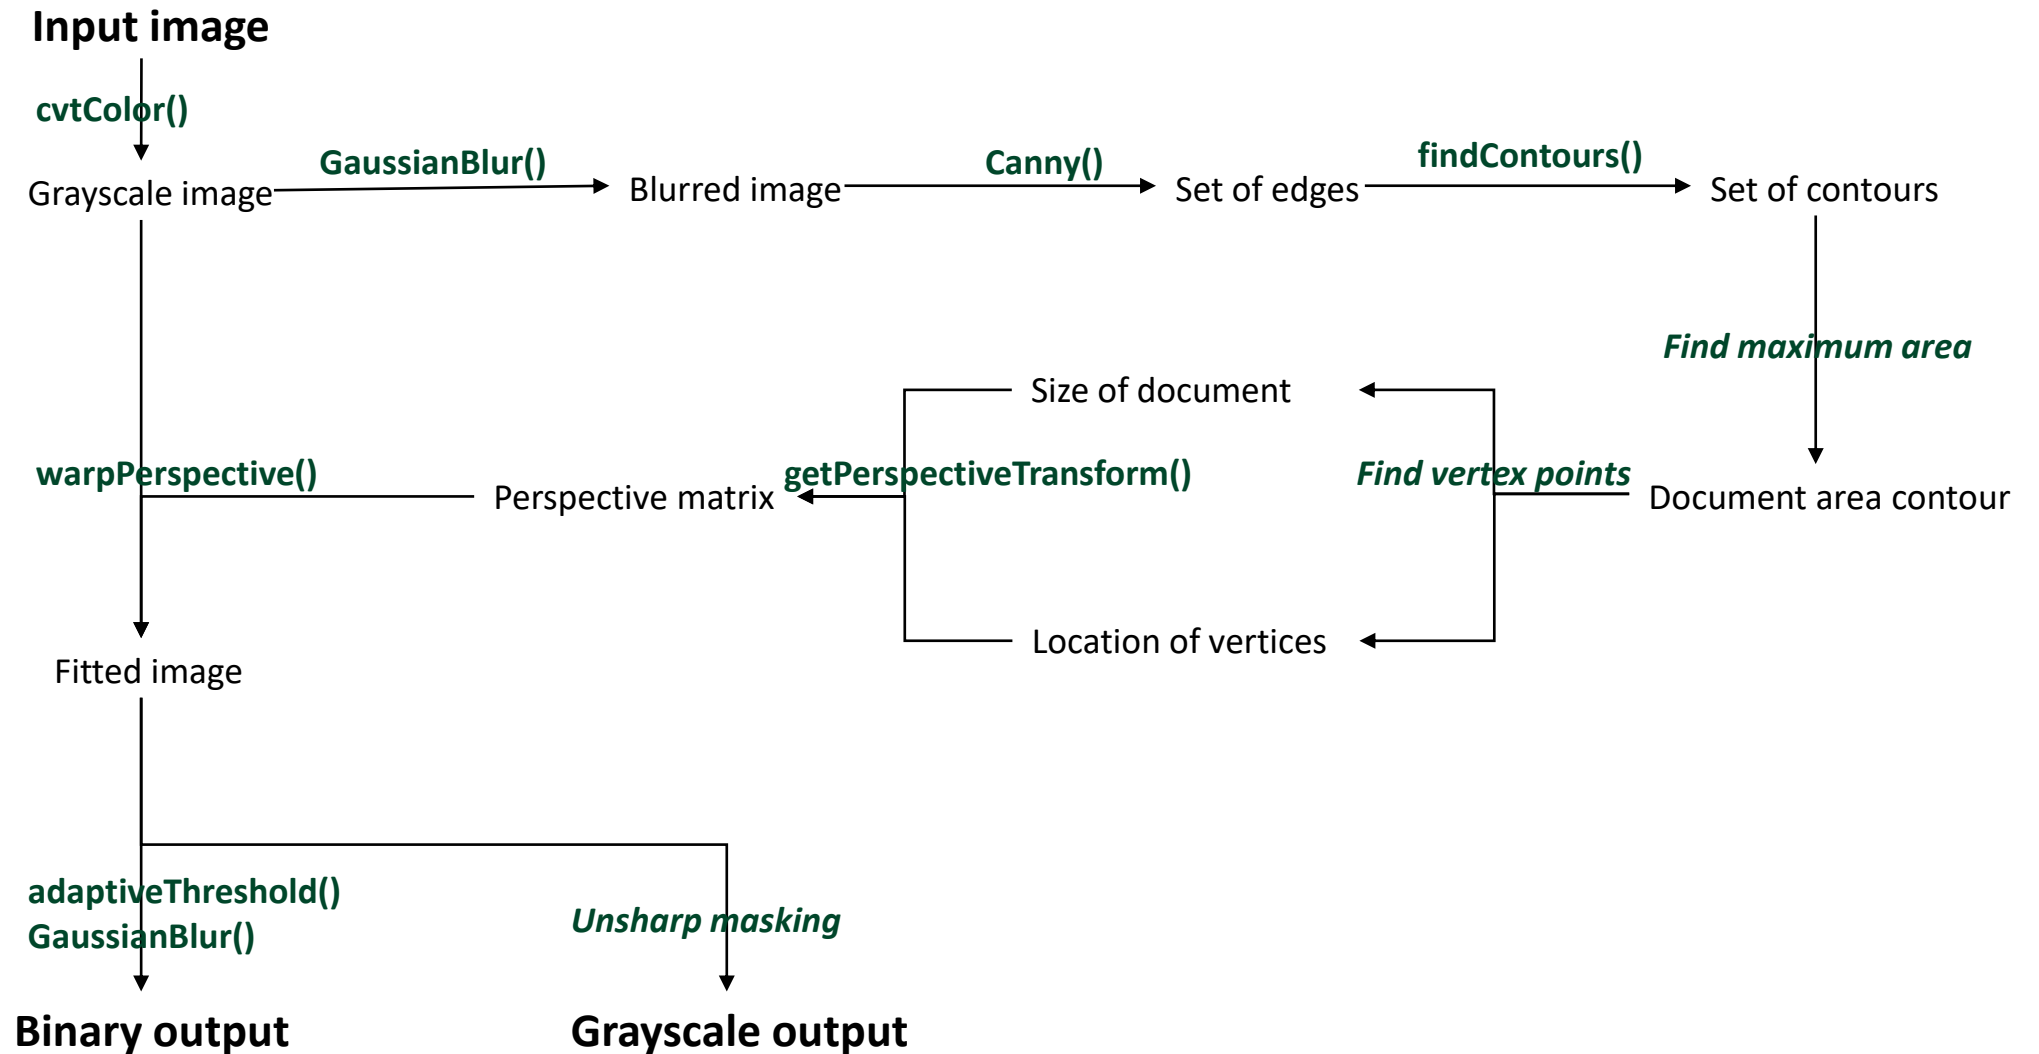 Input image
cvtColor()
GaussianBlur()
Canny()
findContours()
Grayscale image
Blurred image
Set of edges
Set of contours
Find maximum area
Size of document
warpPerspective()
getPerspectiveTransform()
Find vertex points
Perspective matrix
Document area contour
Location of vertices
Fitted image
adaptiveThreshold()
GaussianBlur()
Unsharp masking
Binary output
Grayscale output